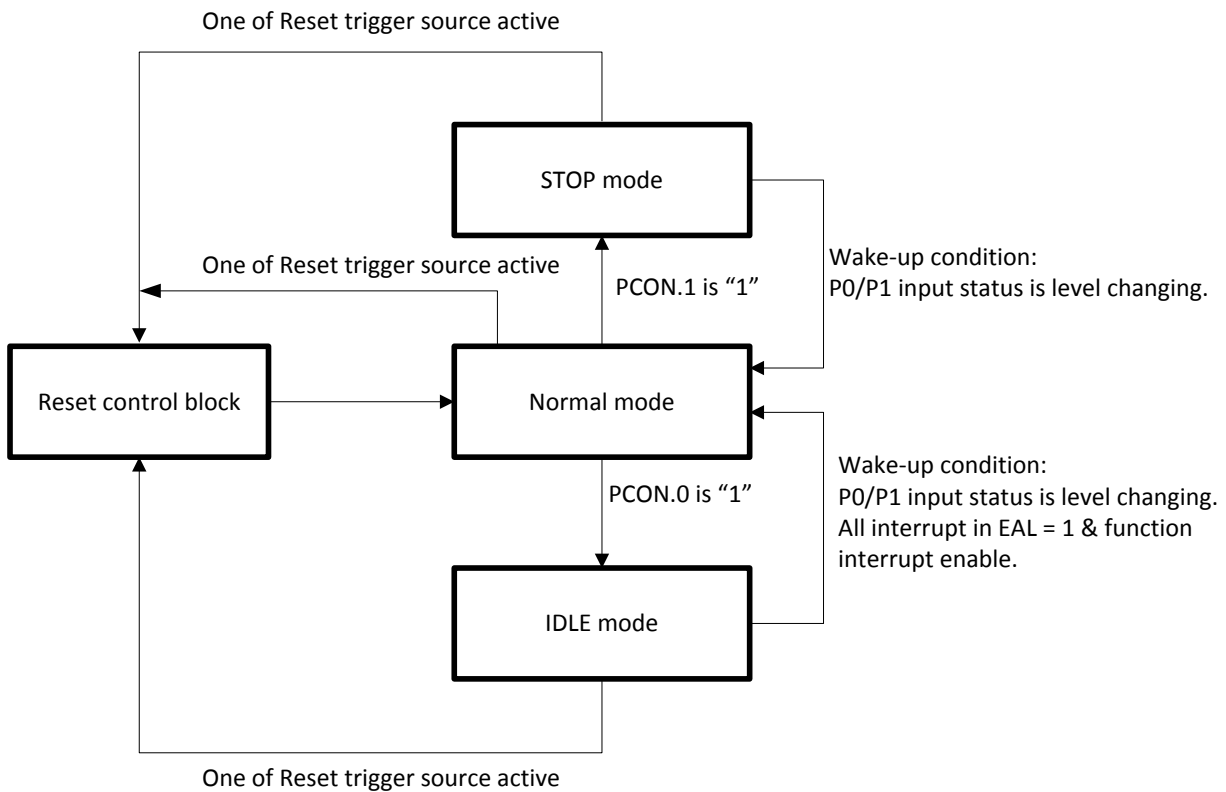 One of Reset trigger source active
STOP mode
One of Reset trigger source active
PCON.1 is “1”
Wake-up condition:
P0/P1 input status is level changing.
Reset control block
Normal mode
PCON.0 is “1”
Wake-up condition:
P0/P1 input status is level changing.
All interrupt in EAL = 1 & function
interrupt enable.
IDLE mode
One of Reset trigger source active